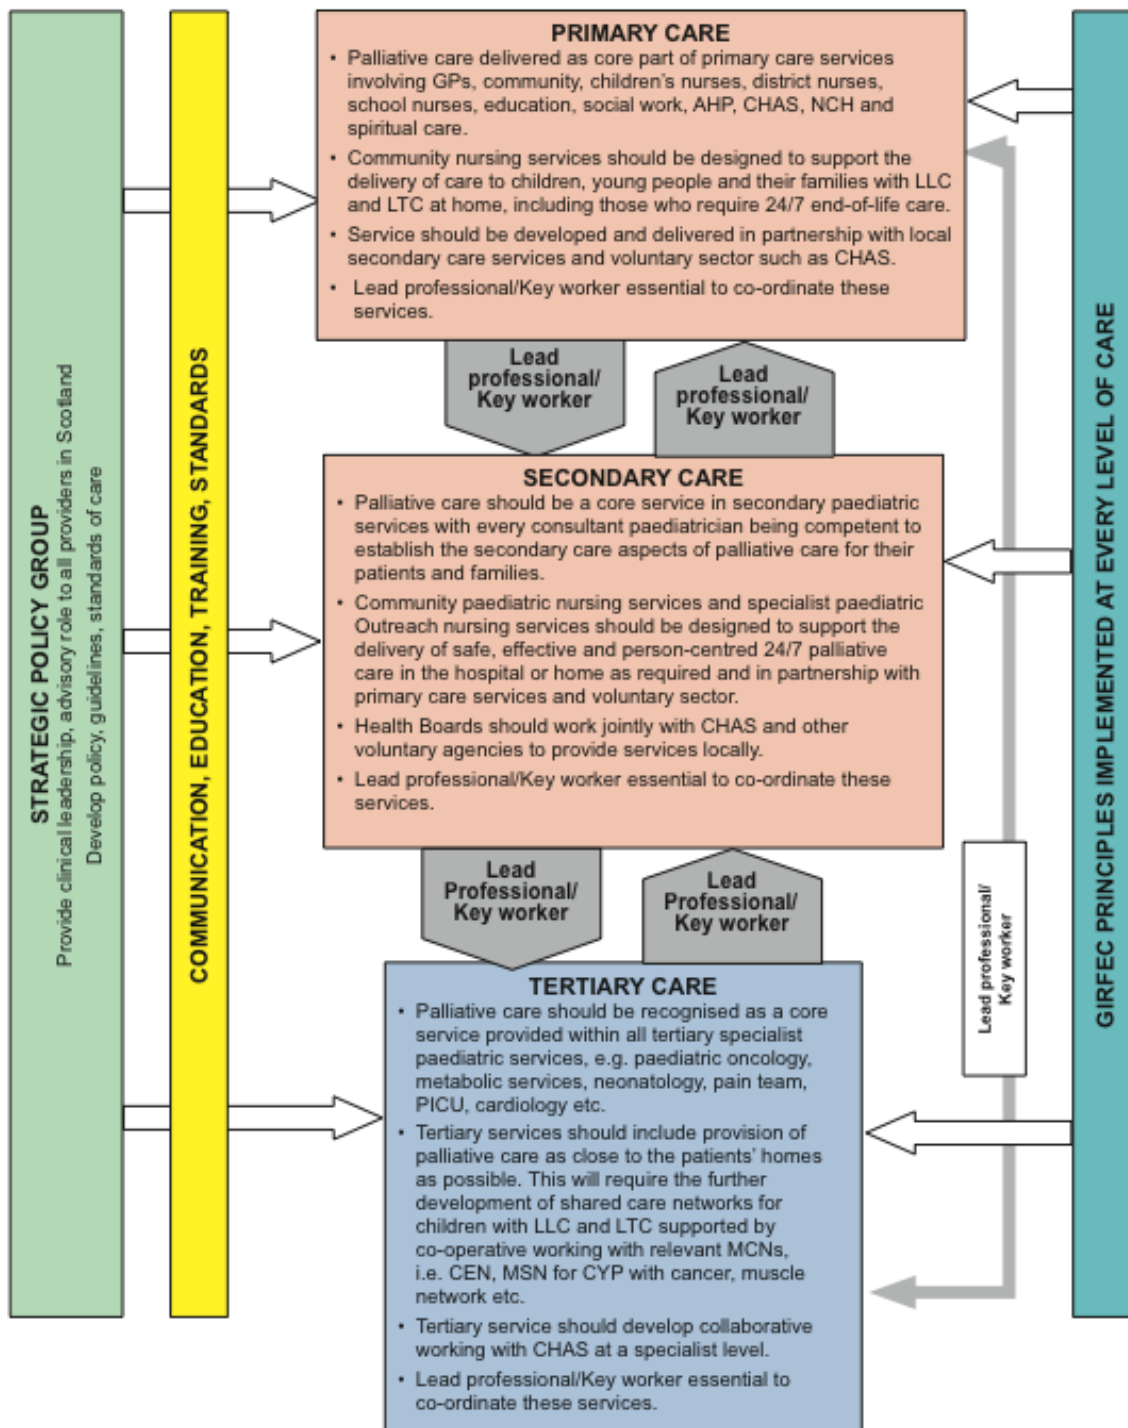 STRATEGIC POLICY GROUP
Provide clinical leadership, advisory role to all providers in Scotland
Develop policy, guidelines, standards of care
COMMUNICATION, EDUCATION, TRAINING, STANDARDS
PRIMARY CARE
• Palliative care delivered as core part of primary care services
involving GPs, community, children's nurses, district nurses,
school nurses, education, social work, AHP, CHAS, NCH and
spiritual care.
• Community nursing services should be designed to support the
delivery of care to children, young people and their families with LLC
and LTC at home, including those who require 24/7 end-of-life care.
• Service should be developed and delivered in partnership with local
secondary care services and voluntary sector such as CHAS.
• Lead professional/Key worker essential to co-ordinate these
services.
Lead
professional/
Key worker
Lead
professional/
Key worker
SECONDARY CARE
• Palliative care should be a core service in secondary paediatric
services with every consultant paediatrician being competent to
establish the secondary care aspects of palliative care for their
patients and families.
• Community paediatric nursing services and specialist paediatric
Outreach nursing services should be designed to support the
delivery of safe, effective and person-centred 24/7 palliative
care in the hospital or home as required and in partnership with
primary care services and voluntary sector.
• Health Boards should work jointly with CHAS and other
voluntary agencies to provide services locally.
• Lead professional/Key worker essential to co-ordinate these
services.
Lead
Professional/
Key worker
Lead
Professional/
Key worker
TERTIARY CARE
• Palliative care should be recognised as a core
service provided within all tertiary specialist
paediatric services, e.g. paediatric oncology,
metabolic services, neonatology, pain team,
PICU, cardiology etc.
• Tertiary services should include provision of
palliative care as close to the patients' homes
as possible. This will require the further
development of shared care networks for
children with LLC and LTC supported by
co-operative working with relevant MCNs,
i.e. CEN, MSN for CYP with cancer, muscle
network etc.
• Tertiary service should develop collaborative
working with CHAS at a specialist level.
• Lead professional/Key worker essential to
co-ordinate these services.
Lead professional/
Key worker
GIRFEC PRINCIPLES IMPLEMENTED AT EVERY LEVEL OF CARE